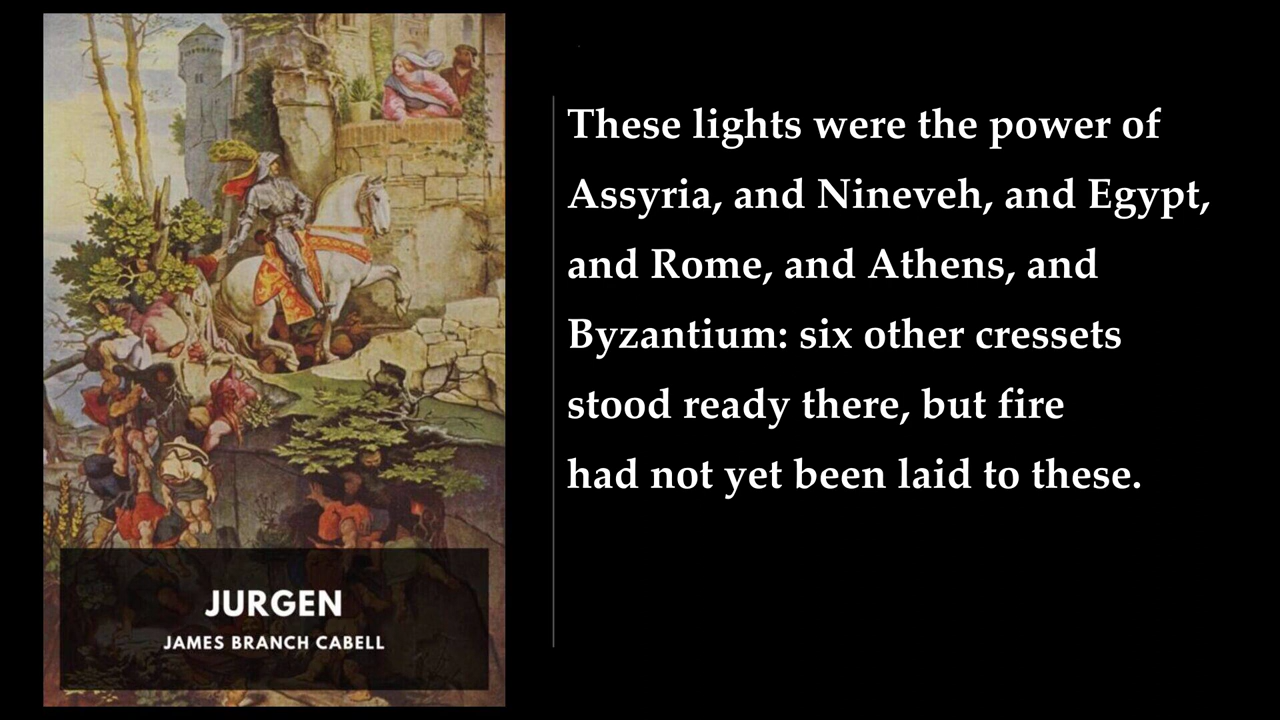 These lights were the power of
Assyria, and Nineveh, and Egypt,
and Rome, and Athens, and
Byzantium: six other cressets
stood ready there, but fire
had not yet been laid to these.
JURGEN
JAMES BRANCH CABELL